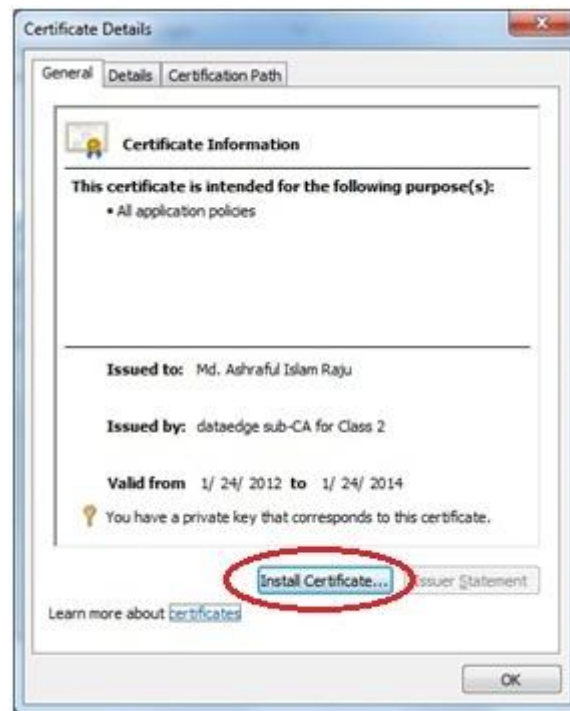 Certificate Details
General Details Certification Path
Certificate Information
This certificate is intended for the following purpose(s):
• All application policies
Issued to: Md. Ashraful Islam Raju
Issued by: dataedge sub-CA for Class 2
Valid from 1/ 24/ 2012 to 1/ 24/ 2014
You have a private key that corresponds to this certificate.
Install Certificate... Issuer Statement
Learn more about certificates
OK